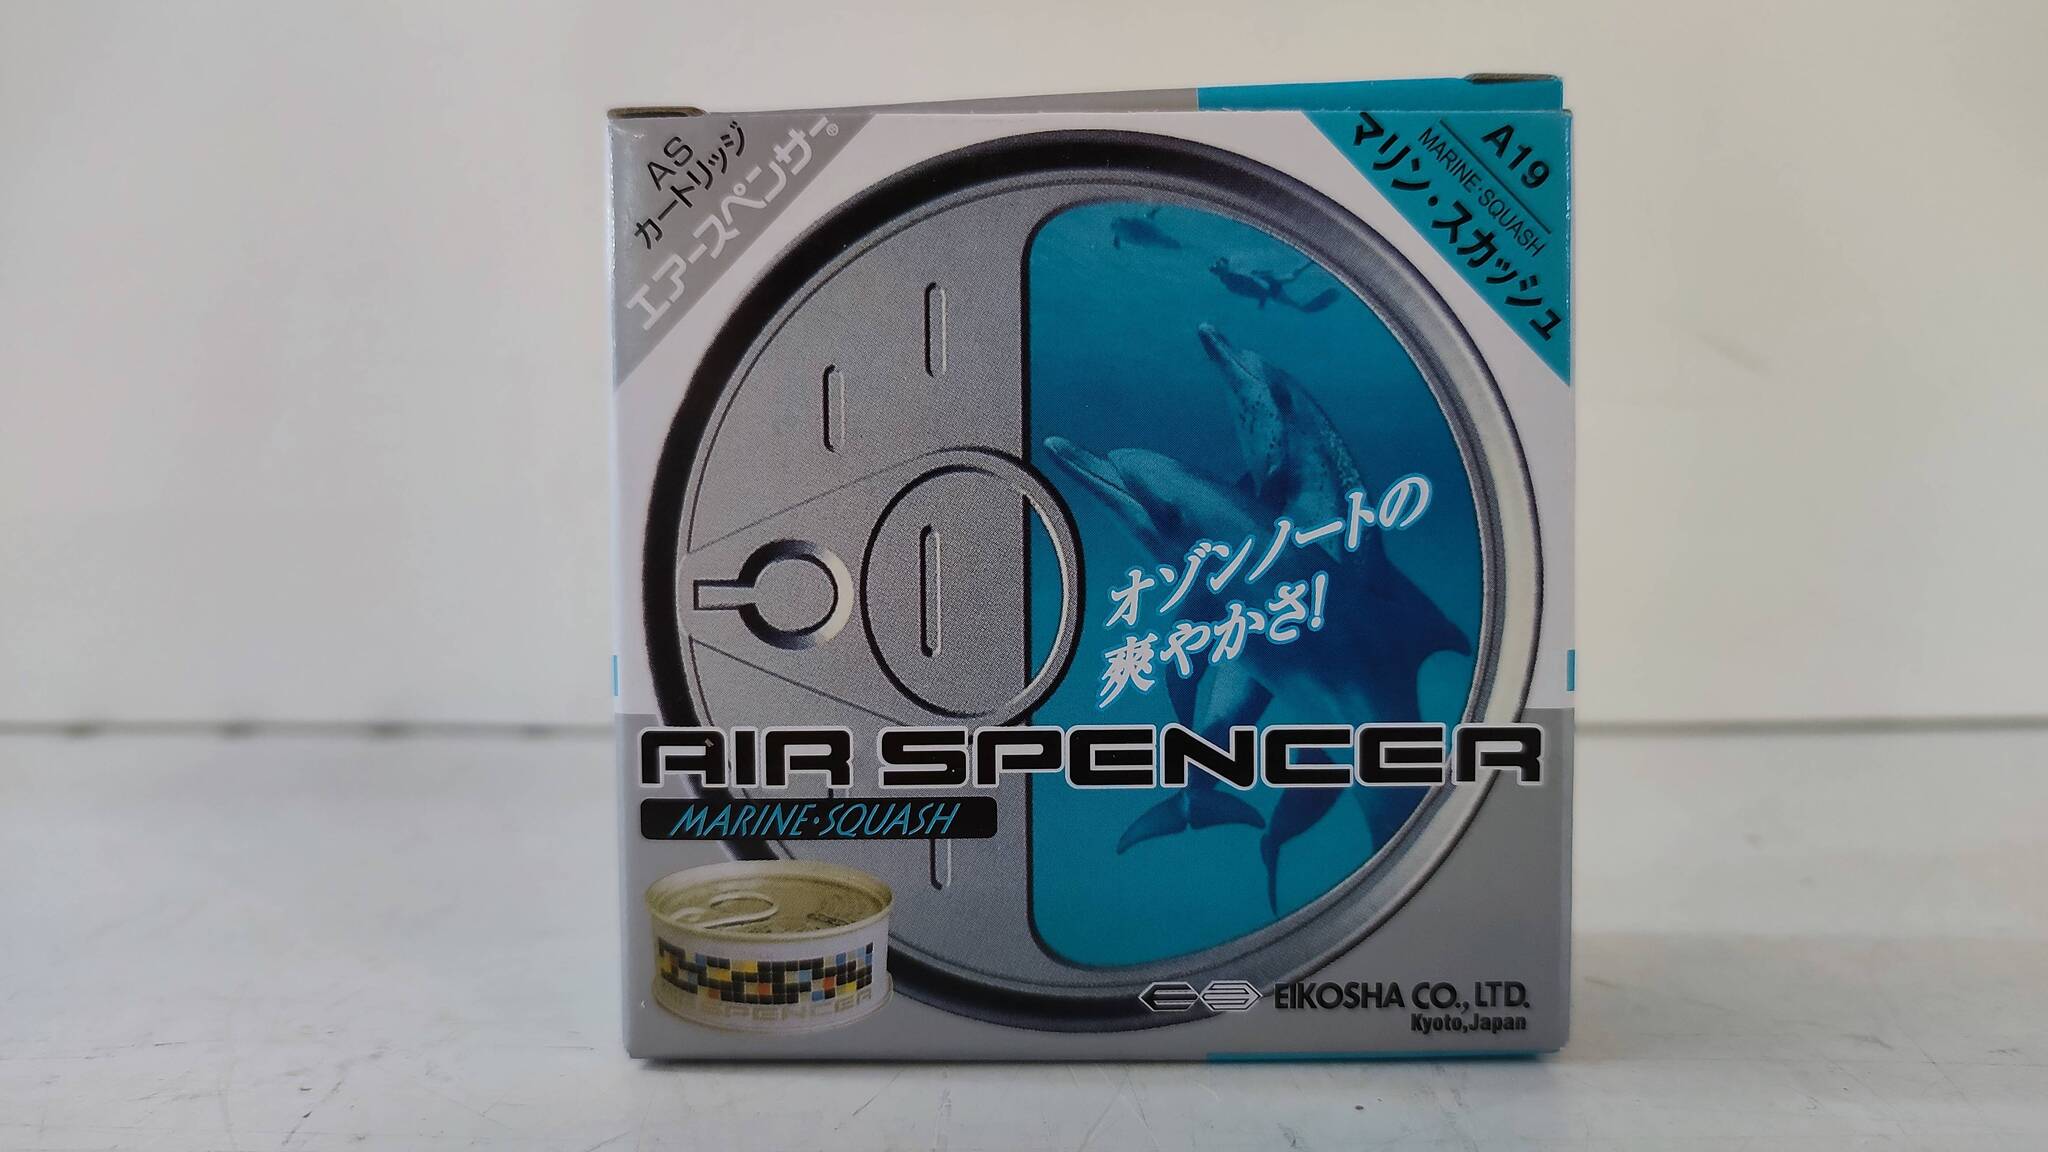 AS
カートリッジ
エアースペンサー®
A19
MARINE・SQUASH
マリン・スカッシュ
オゾンノートの
爽やかさ!
AIR SPENCER
MARINE・SQUASH
SPENCER
EIKOSHA CO., LTD.
Kyoto, Japan